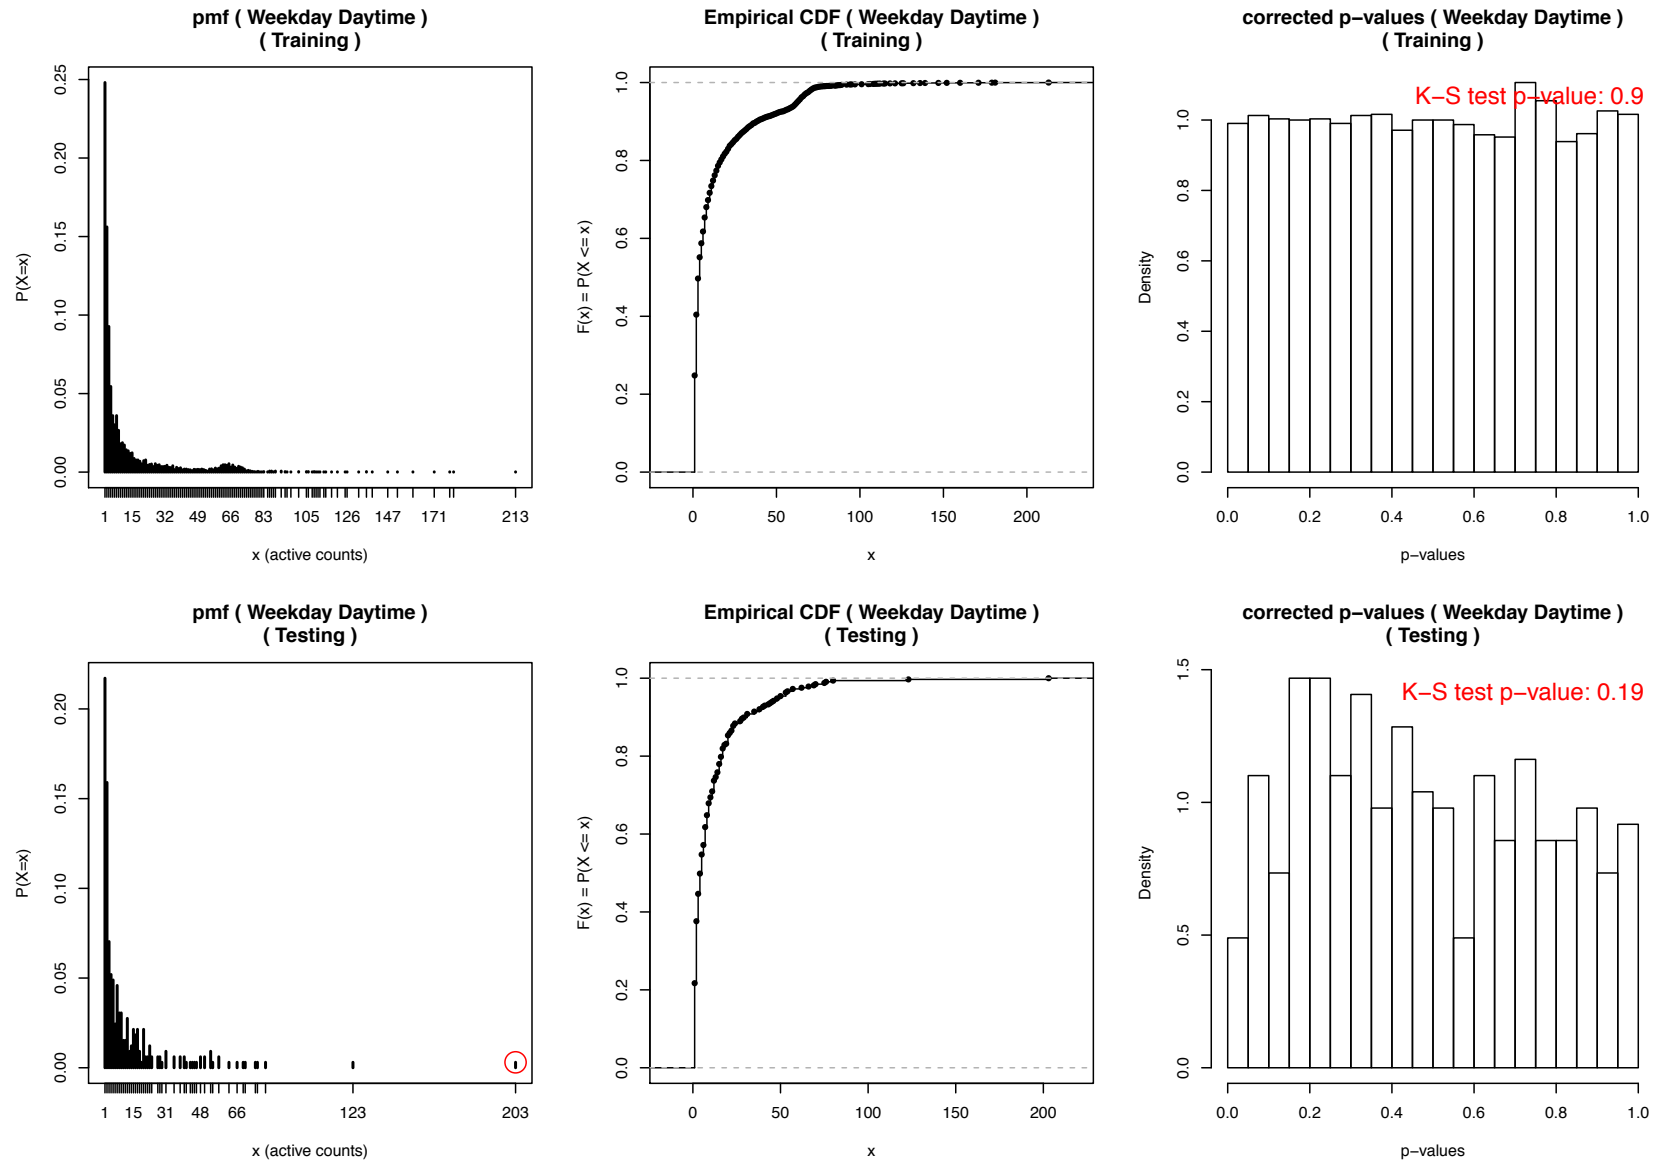 pmf ( Weekday Daytime )
( Training )
P(X=x)
0.25
0.20
0.15
0.10
0.05
0.00
1 15 32 49 66 83 105 126 147 171 213
x (active counts)
Empirical CDF ( Weekday Daytime )
( Training )
F(x) = P(X <= x)
1.0
0.8
0.6
0.4
0.2
0.0
0 50 100 150 200
x
corrected p−values ( Weekday Daytime )
( Training )
K−S test p−value: 0.9
Density
1.0
0.8
0.6
0.4
0.2
0.0
0.0 0.2 0.4 0.6 0.8 1.0
p−values
pmf ( Weekday Daytime )
( Testing )
P(X=x)
0.20
0.15
0.10
0.05
0.00
1 15 31 48 66 123 203
x (active counts)
Empirical CDF ( Weekday Daytime )
( Testing )
F(x) = P(X <= x)
1.0
0.8
0.6
0.4
0.2
0.0
0 50 100 150 200
x
corrected p−values ( Weekday Daytime )
( Testing )
K−S test p−value: 0.19
Density
1.5
1.0
0.5
0.0
0.0 0.2 0.4 0.6 0.8 1.0
p−values